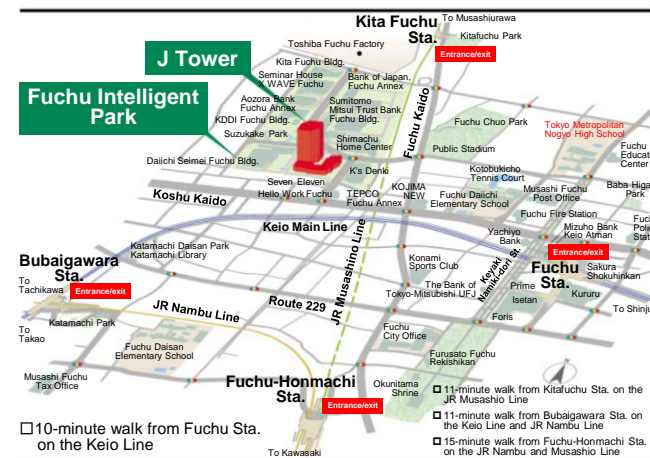 Kita Fuchu
Sta.
To Musashiurawa
Kitafuchu Park
Entrance/exit
Toshiba Fuchu Factory
J Tower
Kita Fuchu Bldg.
Seminar House
X WAVE Fuchu
Bank of Japan,
Fuchu Annex
Fuchu Intelligent
Park
Aozora Bank
Fuchu Annex
Sumitomo
Mitsui Trust Bank
Fuchu Bldg.
KDDI Fuchu Bldg.
Suzukake Park
Fuchu Kaido
Fuchu Chuo Park
Tokyo Metropolitan
Nogyo High School
Shimachu
Home Center
Public Stadium
Fuchu
Educat
Center
Daiichi Seimei Fuchu Bldg.
K's Denki
Kotobukicho
Tennis Court
Seven Eleven
Hello Work Fuchu
TEPCO
Fuchu Annex
KOJIMA
NEW
Fuchu Daiichi
Elementary School
Musashi Fuchu
Post Office
Baba Higa
Park
Koshu Kaido
Fuchu Fire Station
Keio Main Line
Yachiyo
Bank
Mizuho Bank
Keio Atman
Fuch
Polic
Stat
Katamachi Daisan Park
Katamachi Library
Bubaigawara
Sta.
Entrance/exit
To
Tachikawa
JR Musashino Line
Konami
Sports Club
Keyaki
Namiki-dori St.
Entrance/exit
Fuchu
Sta.
Sakura
Shokuhinkan
The Bank of
Tokyo-Mitsubishi UFJ
Prime
Isetan
Kururu
Route 229
JR Nambu Line
Foris
To Shinju
To
Takao
Katamachi Park
Fuchu
City Office
Fuchu Daisan
Elementary School
Furusato Fuchu
Rekishikan
Musashi Fuchu
Tax Office
Fuchu-Honmachi
Sta.
Okunitama
Shrine
Entrance/exit
To Kawasaki
10-minute walk from Fuchu Sta.
on the Keio Line
11-minute walk from Kitafuchu Sta. on the
JR Musashio Line
11-minute walk from Bubaigawara Sta. on
the Keio Line and JR Nambu Line
15-minute walk from Fuchu-Honmachi Sta.
on the JR Nambu and Musashio Line